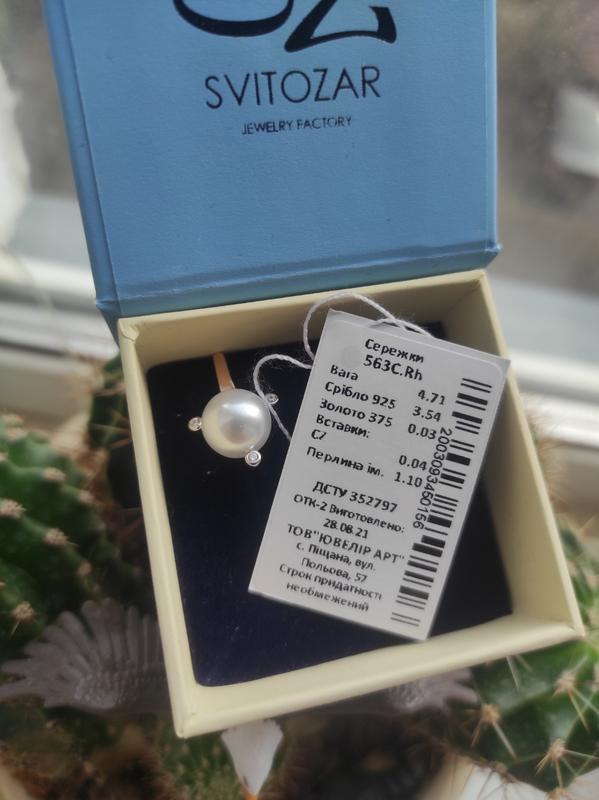 SVITOZAR
JEWELRY FACTORY
Сережки
563С.Rh
Вага 4.71
Срібло 925 3.54
Золото 375 0.03
Вставки:
CZ 0.04
Перлина ім. 1.10
ДСТУ 352797
ОТК-2 Виготовлено:
28.08.21
ТОВ"ЮВЕЛІР АРТ"
с. Піщана, вул.
Польова, 57
Строк придатності
необмежений
2003093450156